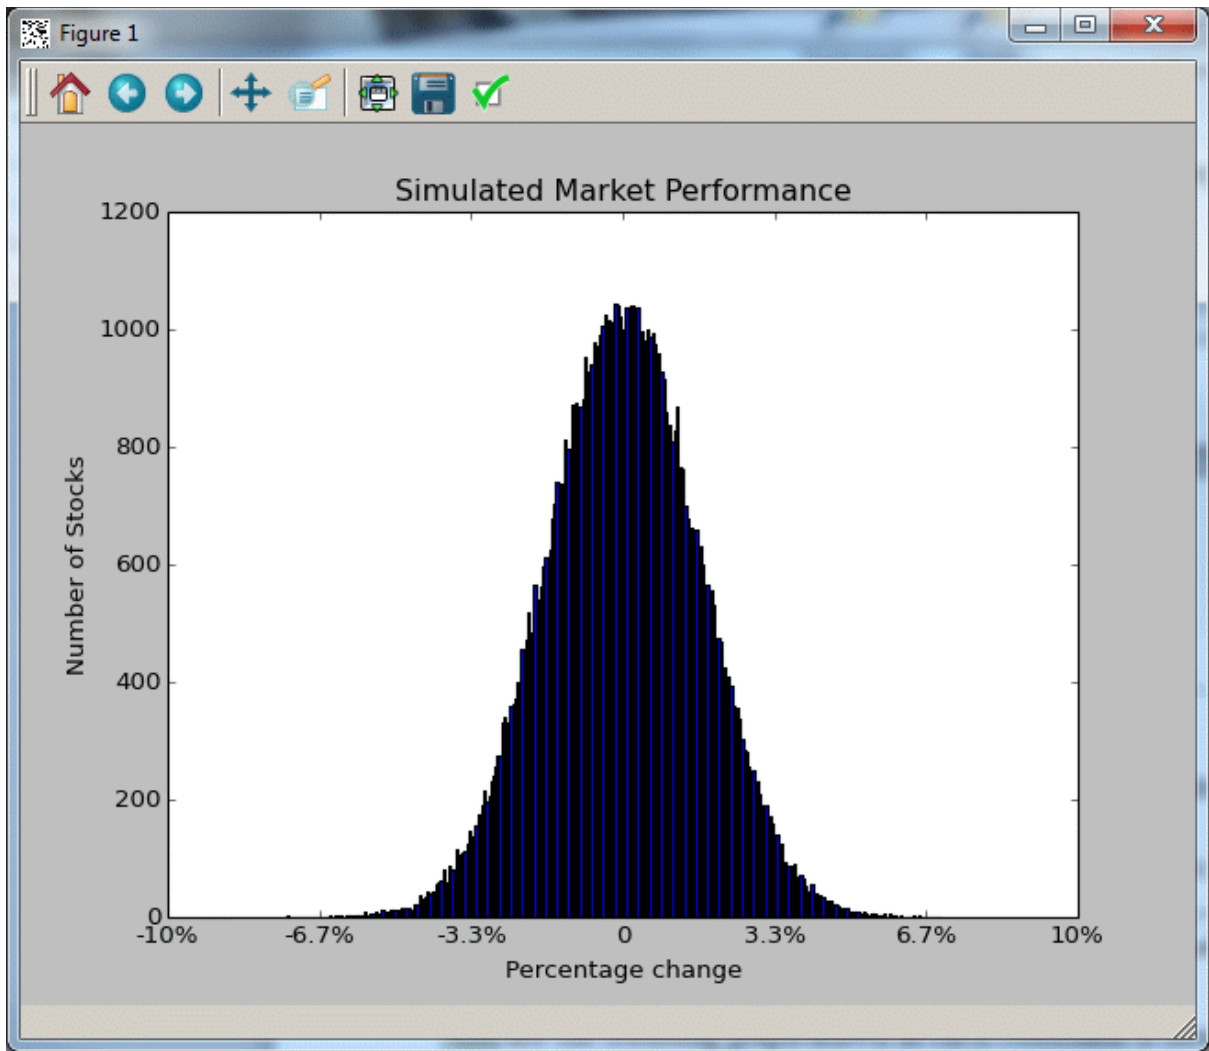 Figure 1
Simulated Market Performance
1200
1000
800
600
400
200
0
Number of Stocks
-10% -6.7% -3.3% 0 3.3% 6.7% 10%
Percentage change